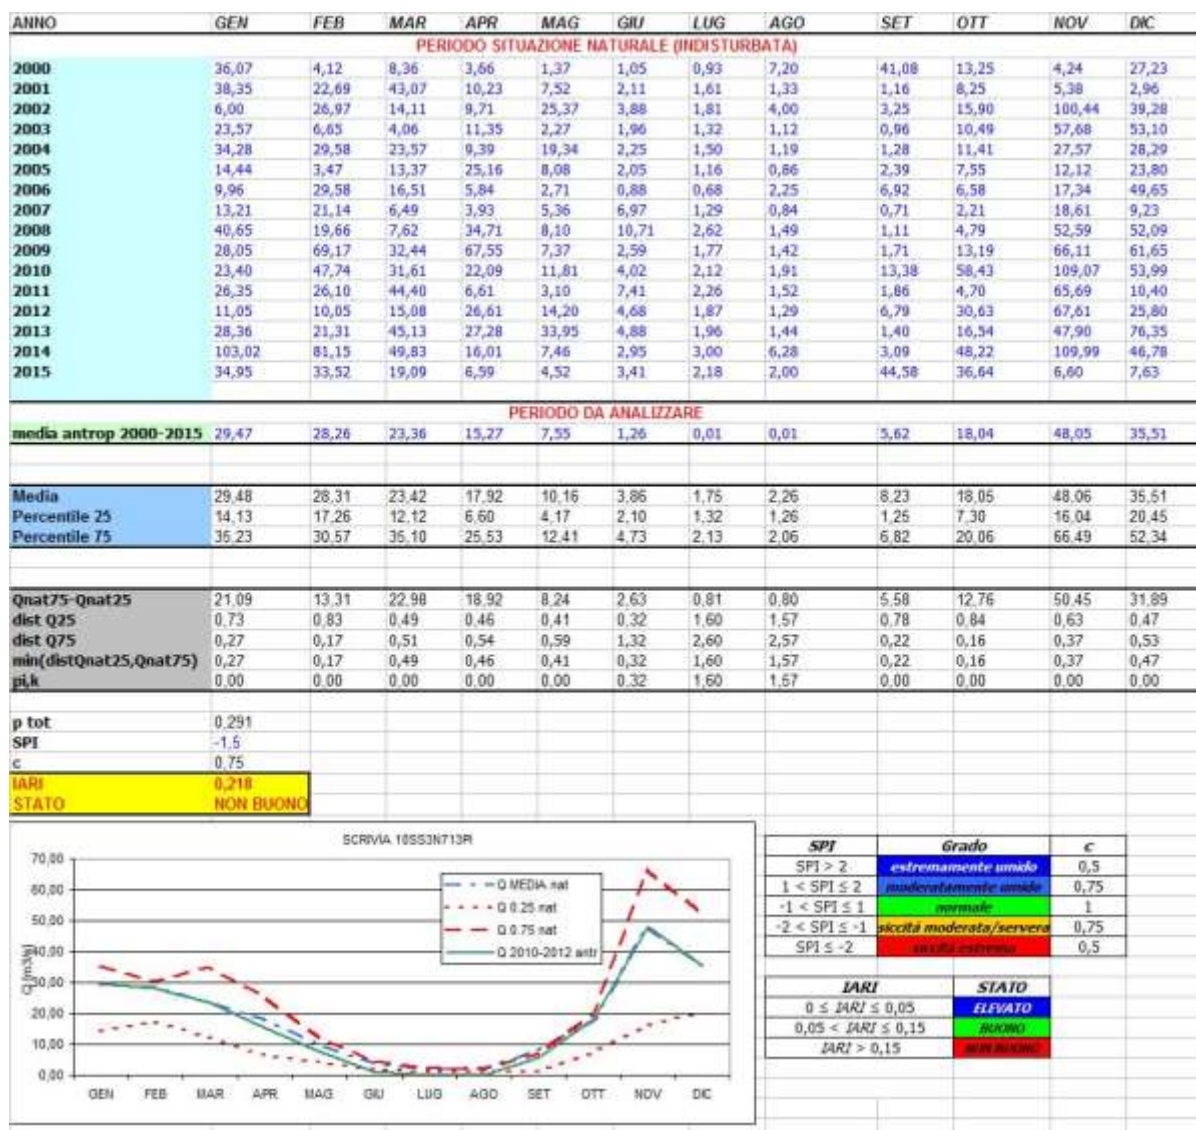 ANNO GEN FEB MAR APR MAG GIU LUG AGO SET OTT NOV DIC
PERIODO SITUAZIONE NATURALE (INDISTURBATA)
2000 36,07 4,12 8,36 3,66 1,37 1,05 0,93 7,20 41,08 13,25 4,24 27,23
2001 38,35 22,69 43,07 10,23 7,52 2,11 1,61 1,33 1,16 8,25 5,38 2,96
2002 6,00 26,97 14,11 9,71 25,37 3,88 1,81 4,00 3,25 15,90 100,44 39,28
2003 23,57 6,65 4,06 11,35 2,27 1,96 1,32 1,12 0,96 10,49 57,68 53,10
2004 34,28 29,58 23,57 9,39 19,34 2,25 1,50 1,19 1,28 11,41 27,57 28,29
2005 14,44 3,47 13,37 25,16 8,08 2,05 1,16 0,86 2,39 7,55 12,12 23,80
2006 9,96 29,58 16,51 5,84 2,71 0,88 0,68 2,25 6,92 6,58 17,34 49,65
2007 13,21 21,14 6,49 3,93 5,36 6,97 1,29 0,84 0,71 2,21 18,61 9,23
2008 40,65 19,66 7,62 34,71 8,10 10,71 2,62 1,49 1,11 4,79 52,59 52,09
2009 28,05 69,17 32,44 67,55 7,37 2,59 1,77 1,42 1,71 13,19 66,11 61,65
2010 23,40 47,74 31,61 22,09 11,81 4,02 2,12 1,91 13,38 58,43 109,07 53,99
2011 26,35 26,10 44,40 6,61 3,10 7,41 2,26 1,52 1,86 4,70 65,69 10,40
2012 11,05 10,05 15,08 26,61 14,20 4,68 1,87 1,29 6,79 30,63 67,61 25,80
2013 28,36 21,31 45,13 27,28 33,95 4,88 1,96 1,44 1,40 16,54 47,90 76,35
2014 103,02 81,15 49,83 16,01 7,46 2,95 3,00 6,28 3,09 48,22 109,99 46,78
2015 34,95 33,52 19,09 6,59 4,52 3,41 2,18 2,00 44,58 36,64 6,60 7,63
PERIODO DA ANALIZZARE
media antrop 2000-2015 29,47 28,26 23,36 15,27 7,55 1,26 0,01 0,01 5,62 18,04 48,05 35,51
Media 29,48 28,31 23,42 17,92 10,16 3,86 1,75 2,26 8,23 18,05 48,06 35,51
Percentile 25 14,13 17,26 12,12 6,60 4,17 2,10 1,32 1,26 1,25 7,30 16,04 20,45
Percentile 75 35,23 30,57 35,10 25,53 12,41 4,73 2,13 2,06 6,82 20,06 66,49 52,34
Qnat75-Qnat25 21,09 13,31 22,98 18,92 8,24 2,63 0,81 0,80 5,58 12,76 50,45 31,89
dist Q25 0,73 0,83 0,49 0,46 0,41 0,32 1,60 1,57 0,78 0,84 0,63 0,47
dist Q75 0,27 0,17 0,51 0,54 0,59 1,32 2,60 2,57 0,22 0,16 0,37 0,53
min(distQnat25,Qnat75) 0,27 0,17 0,49 0,46 0,41 0,32 1,60 1,57 0,22 0,16 0,37 0,47
pi,k 0,00 0,00 0,00 0,00 0,00 0,32 1,60 1,57 0,00 0,00 0,00 0,00
p tot 0,291
SPI -1,5
c 0,75
IARI 0,218
STATO NON BUONO
SCRIVIA 10SS3N713PI
70,00
60,00
50,00
40,00
30,00
20,00
10,00
0,00
Q (m3/s)
Q MEDIA nat
Q 0.25 nat
Q 0.75 nat
Q 2010-2012 antr
GEN FEB MAR APR MAG GIU LUG AGO SET OTT NOV DIC
SPI Grado c
SPI > 2 estremamente umido 0,5
1 < SPI ≤ 2 moderatamente umido 0,75
-1 < SPI ≤ 1 normale 1
-2 < SPI ≤ -1 siccità moderata/servera 0,75
SPI ≤ -2 siccità estrema 0,5
IARI STATO
0 ≤ IARI ≤ 0,05 ELEVATO
0,05 < IARI ≤ 0,15 BUONO
IARI > 0,15 NON BUONO